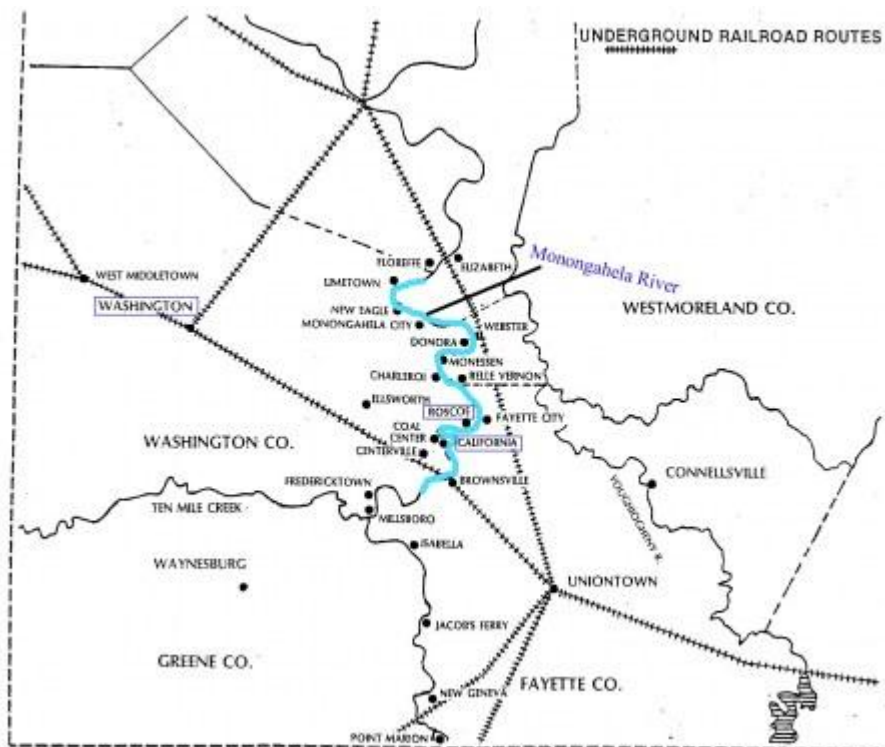 UNDERGROUND RAILROAD ROUTES
FLOREFFE
ELIZABETH
Monongahela River
WEST MIDDLETOWN
LIMETOWN
WASHINGTON
NEW EAGLE
WESTMORELAND CO.
MONONGAHELA CITY
WEBSTER
DONORA
MONESSEN
CHARLEROI
BELLE VERNON
ELLSWORTH
ROSCOE
FAYETTE CITY
COAL
CENTER
CALIFORNIA
WASHINGTON CO.
CENTERVILLE
CONNELLSVILLE
FREDERICKTOWN
BROWNSVILLE
TEN MILE CREEK
MILLSBORO
YOUGHIOGHENY R.
ISABELLA
WAYNESBURG
UNIONTOWN
JACOB'S FERRY
GREENE CO.
FAYETTE CO.
NEW GENEVA
POINT MARION